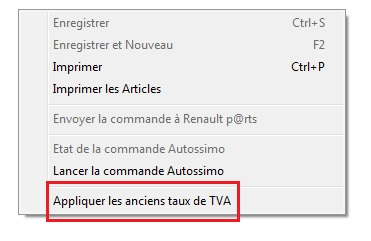 Enregistrer Ctrl+S
Enregistrer et Nouveau F2
Imprimer Ctrl+P
Imprimer les Articles
Envoyer la commande à Renault p@rts
Etat de la commande Autossimo
Lancer la commande Autossimo
Appliquer les anciens taux de TVA